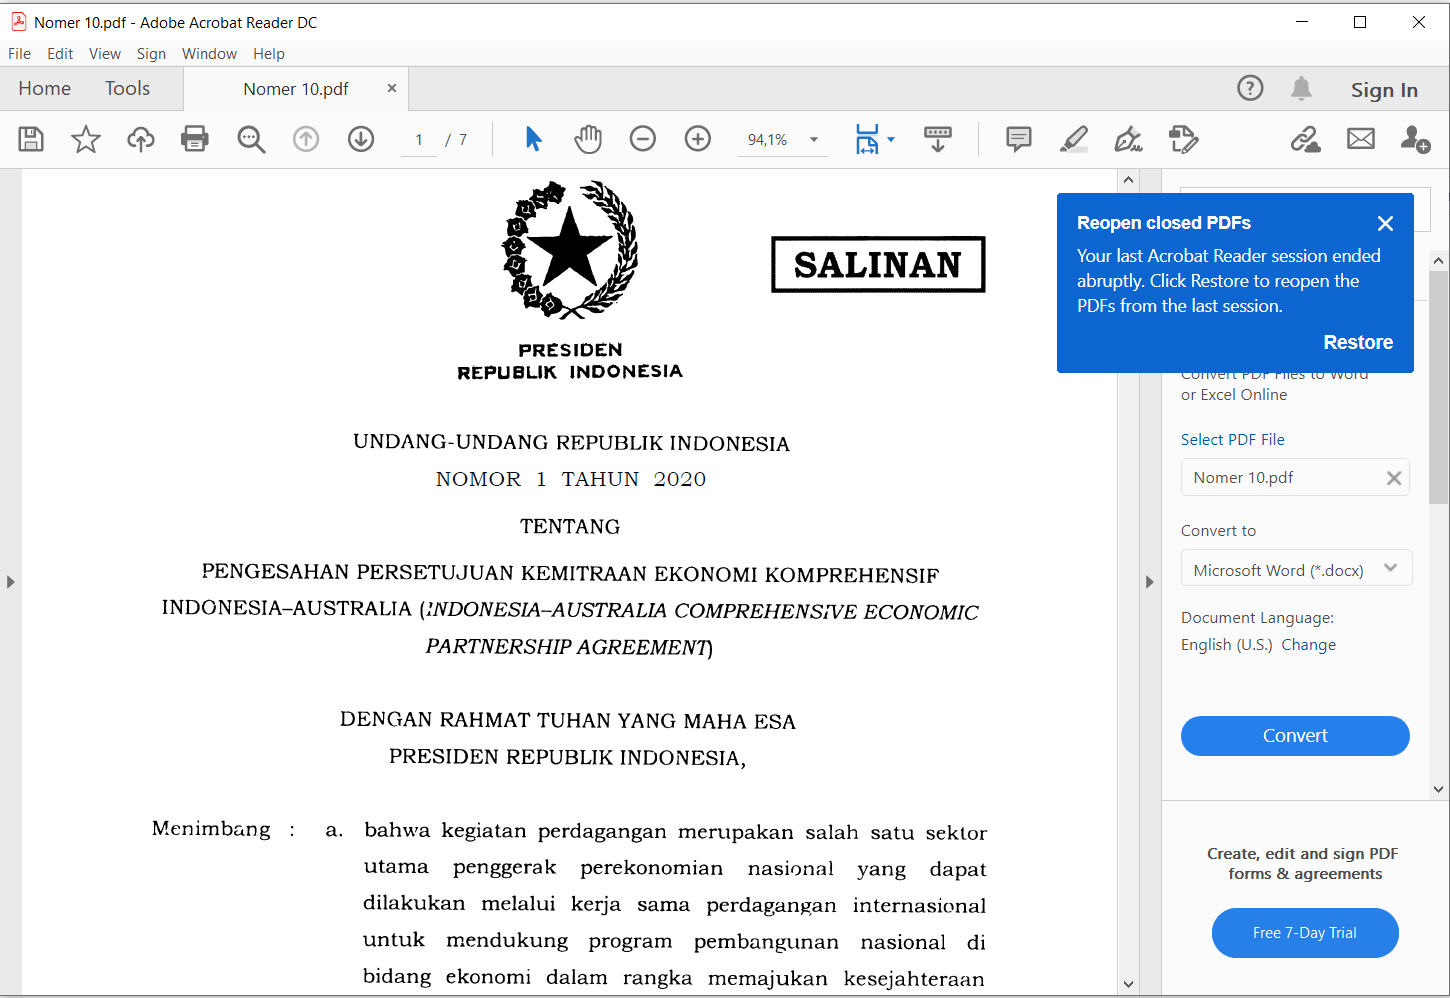 Nomer 10.pdf - Adobe Acrobat Reader DC
File Edit View Sign Window Help
Home Tools Nomer 10.pdf × Sign In
1 / 7 94,1%
SALINAN
PRESIDEN
REPUBLIK INDONESIA
UNDANG-UNDANG REPUBLIK INDONESIA
NOMOR 1 TAHUN 2020
TENTANG
PENGESAHAN PERSETUJUAN KEMITRAAN EKONOMI KOMPREHENSIF
INDONESIA–AUSTRALIA (INDONESIA–AUSTRALIA COMPREHENSIVE ECONOMIC
PARTNERSHIP AGREEMENT)
DENGAN RAHMAT TUHAN YANG MAHA ESA
PRESIDEN REPUBLIK INDONESIA,
Menimbang : a. bahwa kegiatan perdagangan merupakan salah satu sektor
utama penggerak perekonomian nasional yang dapat
dilakukan melalui kerja sama perdagangan internasional
untuk mendukung program pembangunan nasional di
bidang ekonomi dalam rangka memajukan kesejahteraan
Reopen closed PDFs
Your last Acrobat Reader session ended
abruptly. Click Restore to reopen the
PDFs from the last session.
Restore
Convert PDF Files to Word
or Excel Online
Select PDF File
Nomer 10.pdf
Convert to
Microsoft Word (*.docx)
Document Language:
English (U.S.) Change
Convert
Create, edit and sign PDF
forms & agreements
Free 7-Day Trial